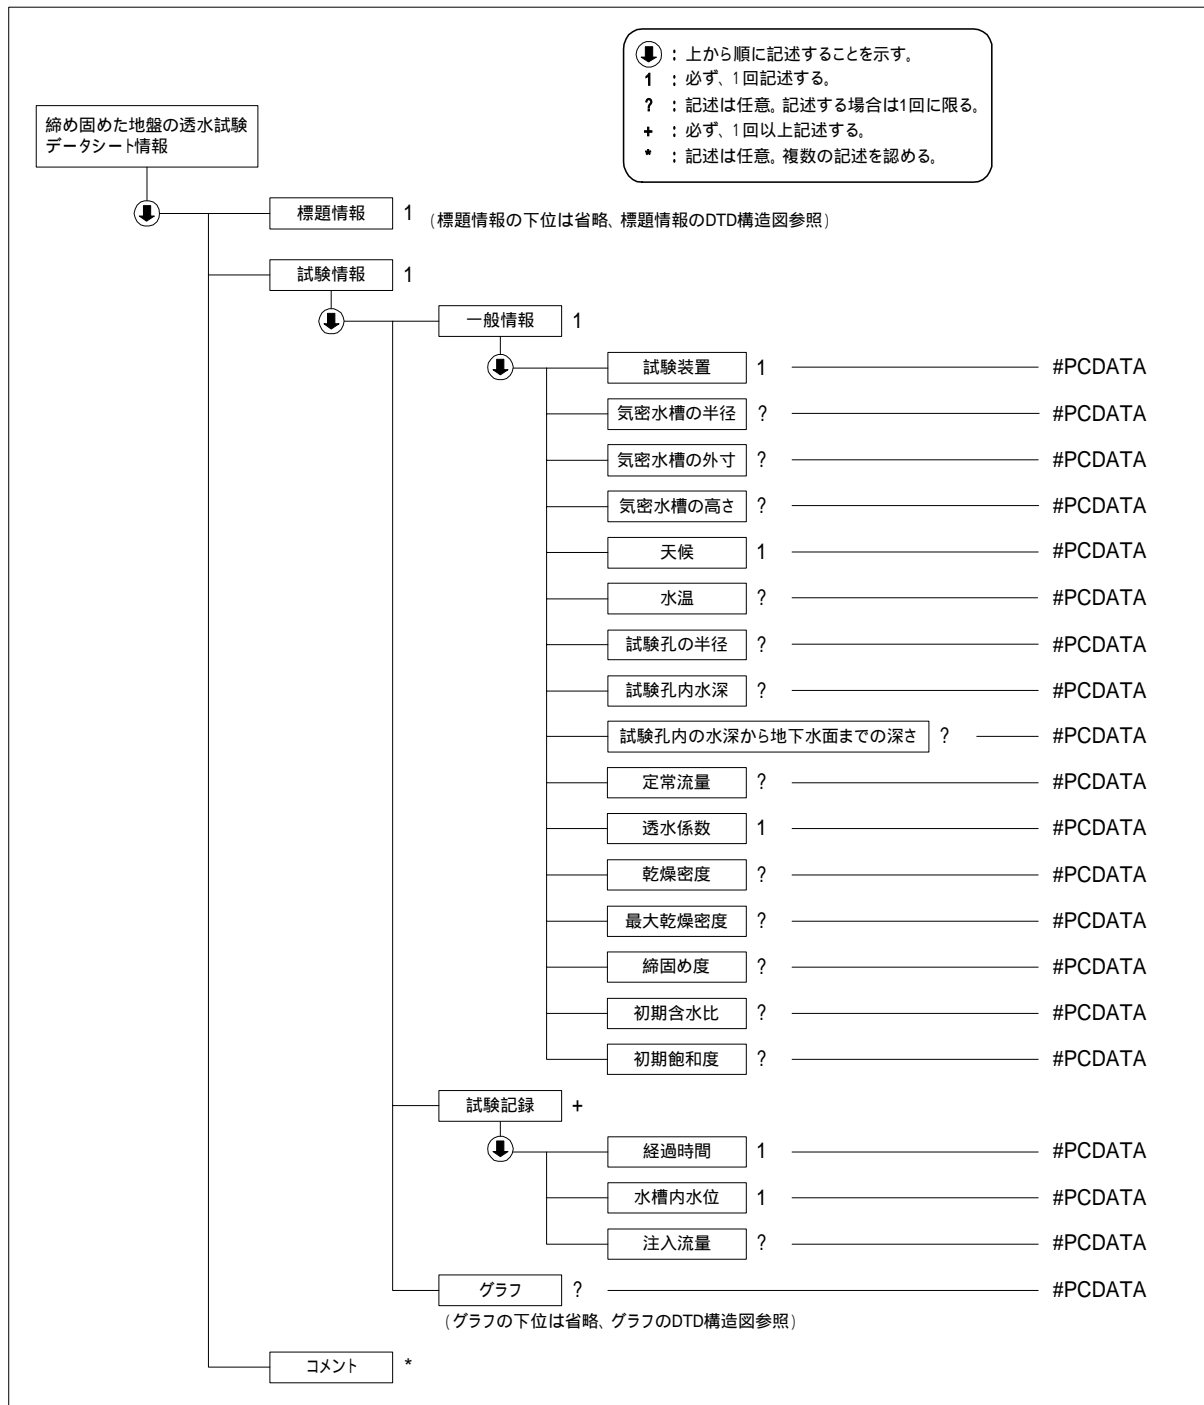 ：上から順に記述することを示す。
1 ：必ず、1回記述する。
? ：記述は任意。記述する場合は1回に限る。
+ ：必ず、1回以上記述する。
* ：記述は任意。複数の記述を認める。
締め固めた地盤の透水試験
データシート情報
標題情報 1 (標題情報の下位は省略、標題情報のDTD構造図参照)
試験情報 1
一般情報 1
試験装置 1 #PCDATA
気密水槽の半径 ? #PCDATA
気密水槽の外寸 ? #PCDATA
気密水槽の高さ ? #PCDATA
天候 1 #PCDATA
水温 ? #PCDATA
試験孔の半径 ? #PCDATA
試験孔内水深 ? #PCDATA
試験孔内の水深から地下水面までの深さ ? #PCDATA
定常流量 ? #PCDATA
透水係数 1 #PCDATA
乾燥密度 ? #PCDATA
最大乾燥密度 ? #PCDATA
締固め度 ? #PCDATA
初期含水比 ? #PCDATA
初期飽和度 ? #PCDATA
試験記録 +
経過時間 1 #PCDATA
水槽内水位 1 #PCDATA
注入流量 ? #PCDATA
グラフ ? #PCDATA
(グラフの下位は省略、グラフのDTD構造図参照)
コメント *